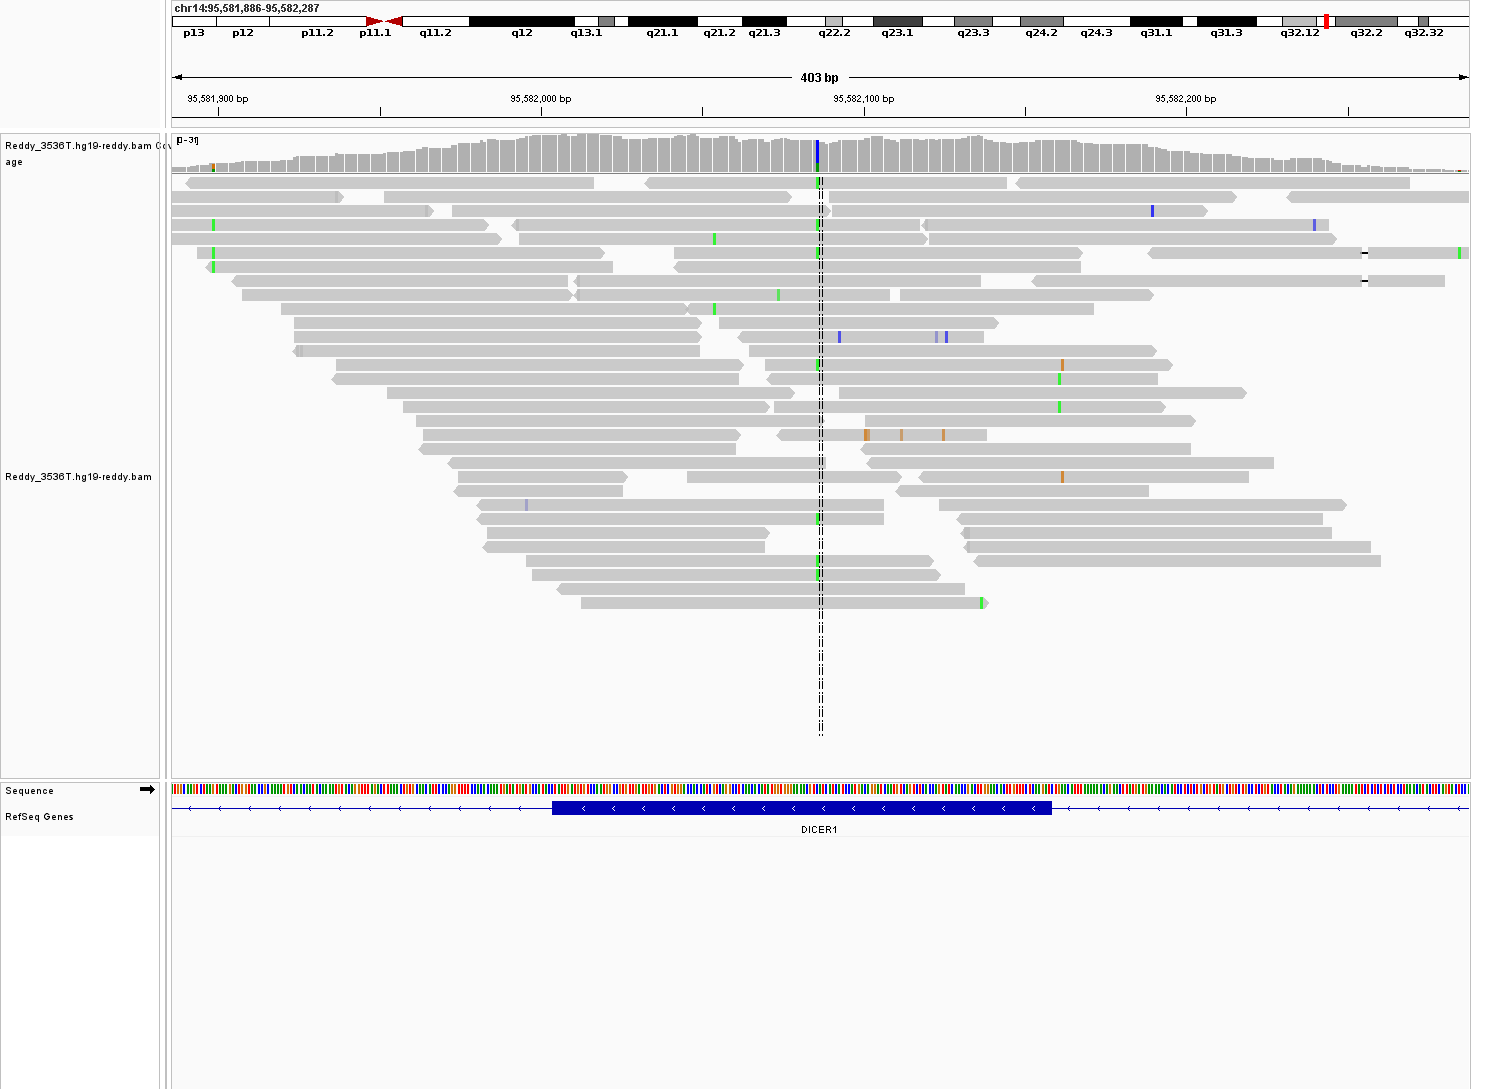 chr14:95,581,886-95,582,287
p13 p12 p11.2 p11.1 q11.2 q12 q13.1 q21.1 q21.2 q21.3 q22.2 q23.1 q23.3 q24.2 q24.3 q31.1 q31.3 q32.12 q32.2 q32.32
403 bp
95,581,900 bp 95,582,000 bp 95,582,100 bp 95,582,200 bp
[0-31]
Reddy_3536T.hg19-reddy.bam Cov
age
Reddy_3536T.hg19-reddy.bam
Sequence
RefSeq Genes
DICER1